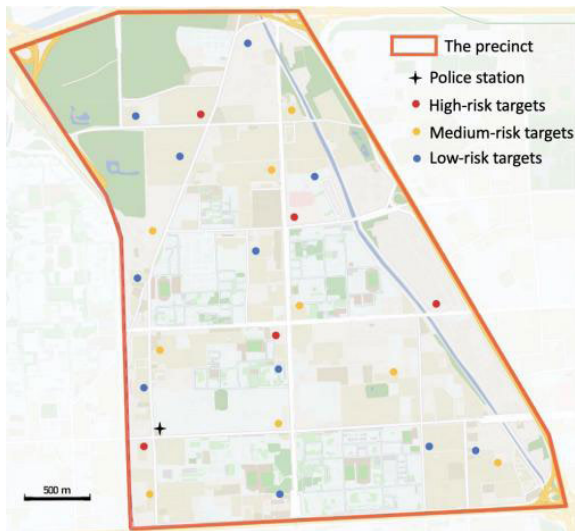 The precinct
Police station
High-risk targets
Medium-risk targets
Low-risk targets
500 m